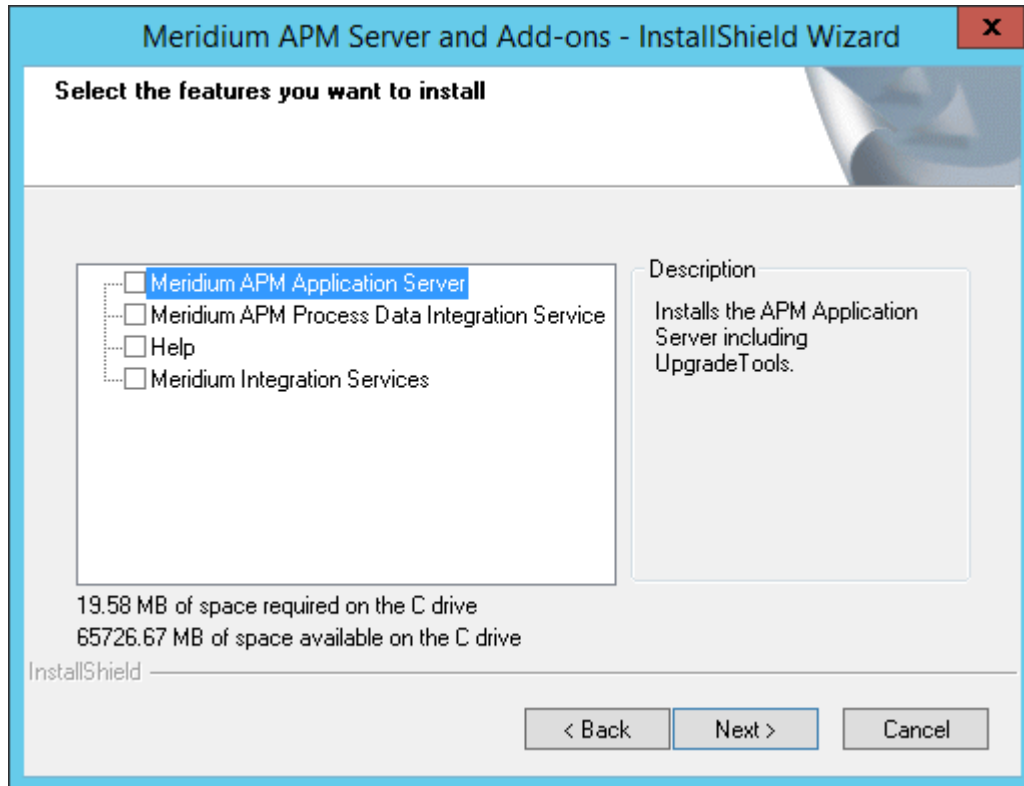 Meridium APM Server and Add-ons - InstallShield Wizard
x
Select the features you want to install
Meridium APM Application Server
Meridium APM Process Data Integration Service
Help
Meridium Integration Services
Description
Installs the APM Application
Server including
UpgradeTools.
19.58 MB of space required on the C drive
65726.67 MB of space available on the C drive
InstallShield
< Back
Next >
Cancel